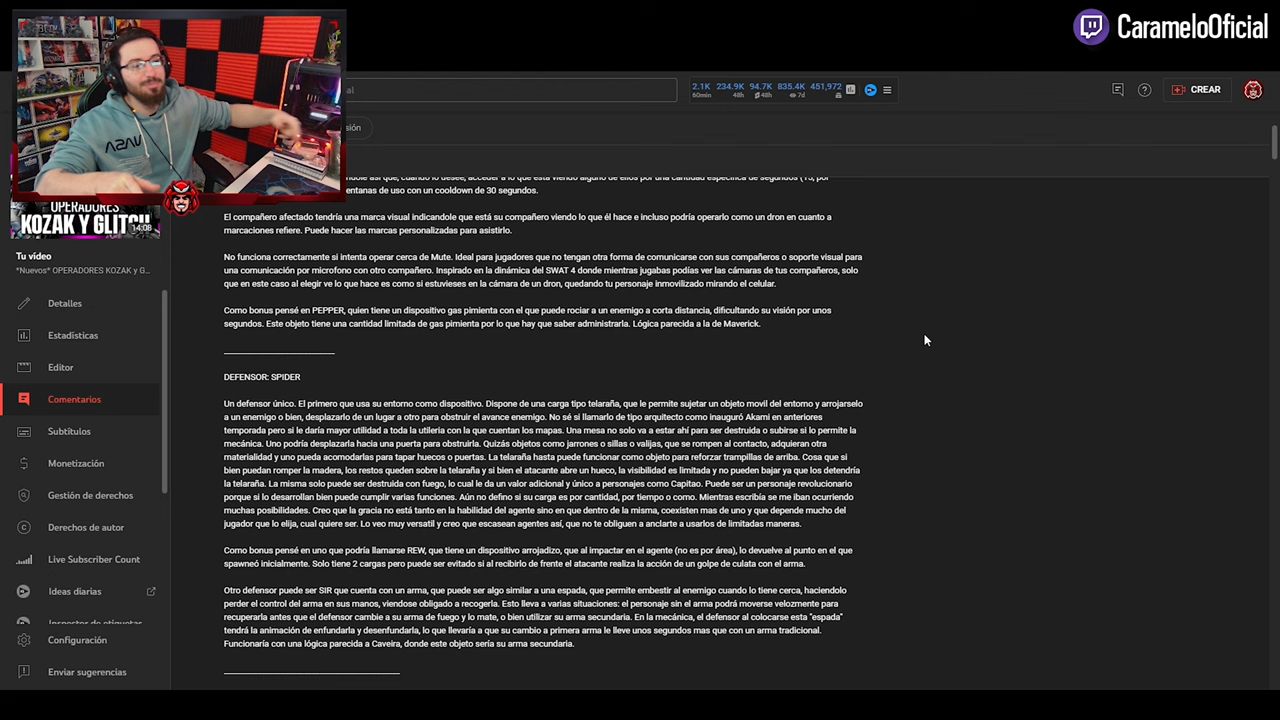 CarameloOficial
al
2.1K 234.9K 94.7K 835.4K 451,972
60min 48h 48h 7d
CREAR
sión
ndole así que, cuando lo desee, acceder a lo que está viendo alguno de ellos por una cantidad específica de segundos (15, por
entanas de uso con un cooldown de 30 segundos.
OPERADORES
KOZAK Y GLITCH
14:08
Tu vídeo
*Nuevos* OPERADORES KOZAK y G...
Detalles
Estadísticas
Editor
Comentarios
Subtítulos
Monetización
Gestión de derechos
Derechos de autor
Live Subscriber Count
Ideas diarias
Inspector de etiquetas
Configuración
Enviar sugerencias
El compañero afectado tendría una marca visual indicandole que está su compañero viendo lo que él hace e incluso podría operarlo como un dron en cuanto a
marcaciones refiere. Puede hacer las marcas personalizadas para asistirlo.
No funciona correctamente si intenta operar cerca de Mute. Ideal para jugadores que no tengan otra forma de comunicarse con sus compañeros o soporte visual para
una comunicación por microfono con otro compañero. Inspirado en la dinámica del SWAT 4 donde mientras jugabas podías ver las cámaras de tus compañeros, solo
que en este caso al elegir ve lo que hace es como si estuvieses en la cámara de un dron, quedando tu personaje inmovilizado mirando el celular.
Como bonus pensé en PEPPER, quien tiene un dispositivo gas pimienta con el que puede rociar a un enemigo a corta distancia, dificultando su visión por unos
segundos. Este objeto tiene una cantidad limitada de gas pimienta por lo que hay que saber administrarla. Lógica parecida a la de Maverick.
DEFENSOR: SPIDER
Un defensor único. El primero que usa su entorno como dispositivo. Dispone de una carga tipo telaraña, que le permite sujetar un objeto movil del entorno y arrojarselo
a un enemigo o bien, desplazarlo de un lugar a otro para obstruir el avance enemigo. No sé si llamarlo de tipo arquitecto como inauguró Akami en anteriores
temporada pero si le daría mayor utilidad a toda la utileria con la que cuentan los mapas. Una mesa no solo va a estar ahí para ser destruida o subirse si lo permite la
mecánica. Uno podría desplazarla hacia una puerta para obstruirla. Quizás objetos como jarrones o sillas o valijas, que se rompen al contacto, adquieran otra
materialidad y uno pueda acomodarlas para tapar huecos o puertas. La telaraña hasta puede funcionar como objeto para reforzar trampillas de arriba. Cosa que si
bien puedan romper la madera, los restos queden sobre la telaraña y si bien el atacante abre un hueco, la visibilidad es limitada y no pueden bajar ya que los detendría
la telaraña. La misma solo puede ser destruida con fuego, lo cual le da un valor adicional y único a personajes como Capitao. Puede ser un personaje revolucionario
porque si lo desarrollan bien puede cumplir varias funciones. Aún no defino si su carga es por cantidad, por tiempo o como. Mientras escribía se me iban ocurriendo
muchas posibilidades. Creo que la gracia no está tanto en la habilidad del agente sino en que dentro de la misma, coexisten mas de uno y que depende mucho del
jugador que lo elija, cual quiere ser. Lo veo muy versatil y creo que escasean agentes así, que no te obliguen a anclarte a usarlos de limitadas maneras.
Como bonus pensé en uno que podría llamarse REW, que tiene un dispositivo arrojadizo, que al impactar en el agente (no es por área), lo devuelve al punto en el que
spawneó inicialmente. Solo tiene 2 cargas pero puede ser evitado si al recibirlo de frente el atacante realiza la acción de un golpe de culata con el arma.
Otro defensor puede ser SIR que cuenta con un arma, que puede ser algo similar a una espada, que permite embestir al enemigo cuando lo tiene cerca, haciendolo
perder el control del arma en sus manos, viendose obligado a recogerla. Esto lleva a varias situaciones: el personaje sin el arma podrá moverse velozmente para
recuperarla antes que el defensor cambie a su arma de fuego y lo mate, o bien utilizar su arma secundaria. En la mecánica, el defensor al colocarse esta "espada"
tendrá la animación de enfundarla y desenfundarla, lo que llevaría a que su cambio a primera arma le lleve unos segundos mas que con un arma tradicional.
Funcionaría con una lógica parecida a Caveira, donde este objeto sería su arma secundaria.